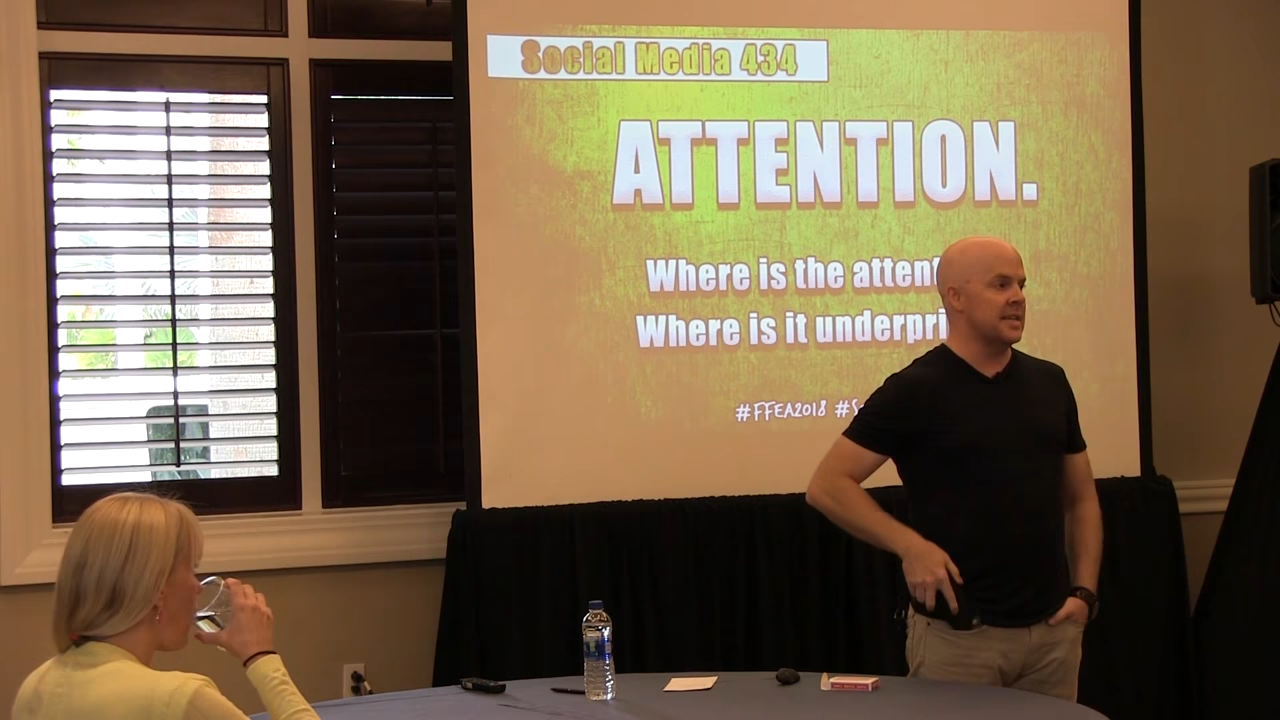 Social Media 434
ATTENTION.
Where is the attent
Where is it underpri
#FFEA2018 #S